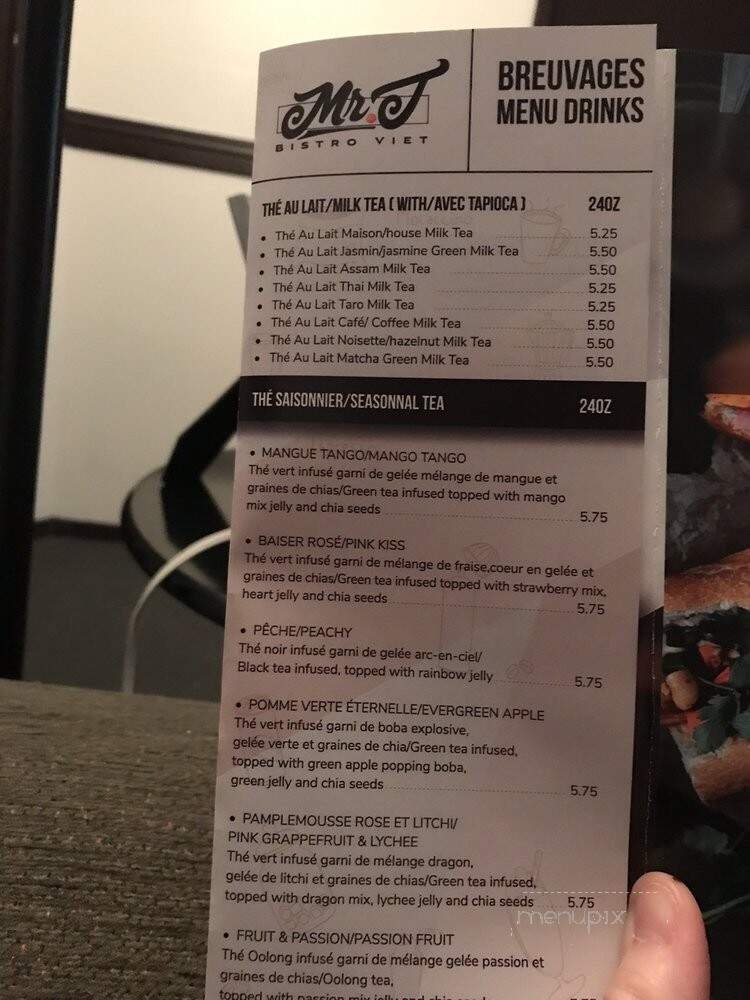 Mr.T
BISTRO VIET
BREUVAGES
MENU DRINKS
THÉ AU LAIT/MILK TEA ( WITH/AVEC TAPIOCA ) 24OZ
• Thé Au Lait Maison/house Milk Tea 5.25
• Thé Au Lait Jasmin/jasmine Green Milk Tea 5.50
• Thé Au Lait Assam Milk Tea 5.50
• Thé Au Lait Thai Milk Tea 5.25
• Thé Au Lait Taro Milk Tea 5.25
• Thé Au Lait Café/ Coffee Milk Tea 5.50
• Thé Au Lait Noisette/hazelnut Milk Tea 5.50
• Thé Au Lait Matcha Green Milk Tea 5.50
THÉ SAISONNIER/SEASONNAL TEA 24OZ
• MANGUE TANGO/MANGO TANGO
Thé vert infusé garni de gelée mélange de mangue et
graines de chias/Green tea infused topped with mango
mix jelly and chia seeds 5.75
• BAISER ROSÉ/PINK KISS
Thé vert infusé garni de mélange de fraise,coeur en gelée et
graines de chias/Green tea infused topped with strawberry mix,
heart jelly and chia seeds 5.75
• PÊCHE/PEACHY
Thé noir infusé garni de gelée arc-en-ciel/
Black tea infused, topped with rainbow jelly 5.75
• POMME VERTE ÉTERNELLE/EVERGREEN APPLE
Thé vert infusé garni de boba explosive,
gelée verte et graines de chia/Green tea infused,
topped with green apple popping boba,
green jelly and chia seeds 5.75
• PAMPLEMOUSSE ROSE ET LITCHI/
PINK GRAPPEFRUIT & LYCHEE
Thé vert infusé garni de mélange dragon,
gelée de litchi et graines de chias/Green tea infused,
topped with dragon mix, lychee jelly and chia seeds 5.75
menupix
• FRUIT & PASSION/PASSION FRUIT
Thé Oolong infusé garni de mélange gelée passion et
graines de chias/Oolong tea,
topped with passion mix jelly and chia